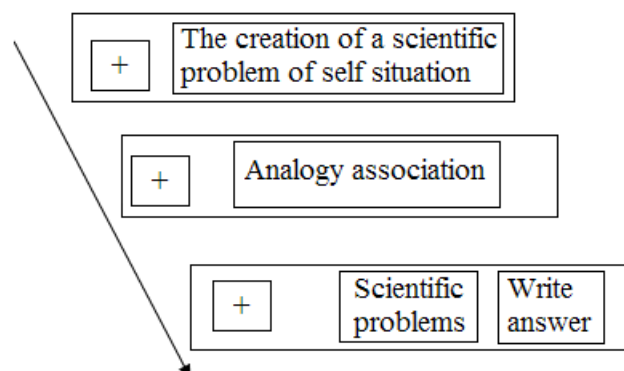 +
The creation of a scientific
problem of self situation
+
Analogy association
+
Scientific
problems
Write
answer